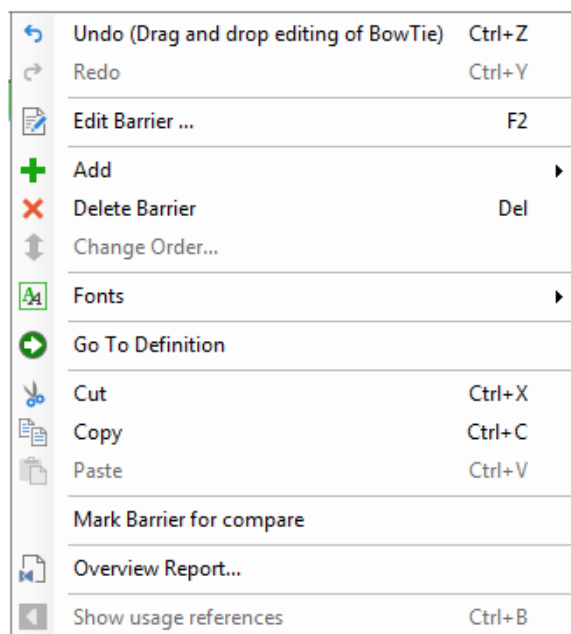 Undo (Drag and drop editing of BowTie) Ctrl+Z
Redo Ctrl+Y
Edit Barrier ... F2
Add
Delete Barrier Del
Change Order...
Fonts
Go To Definition
Cut Ctrl+X
Copy Ctrl+C
Paste Ctrl+V
Mark Barrier for compare
Overview Report...
Show usage references Ctrl+B